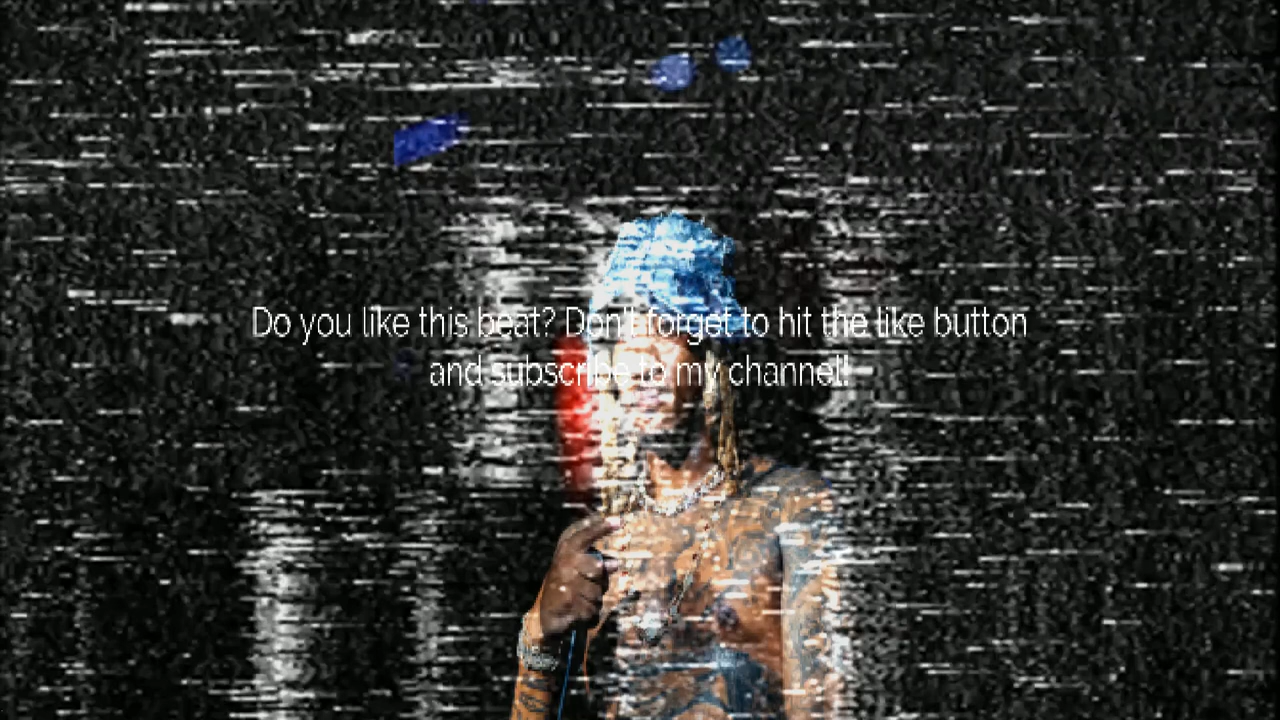 Do you like this beat? Don't forget to hit the like button
and subscribe to my channel!